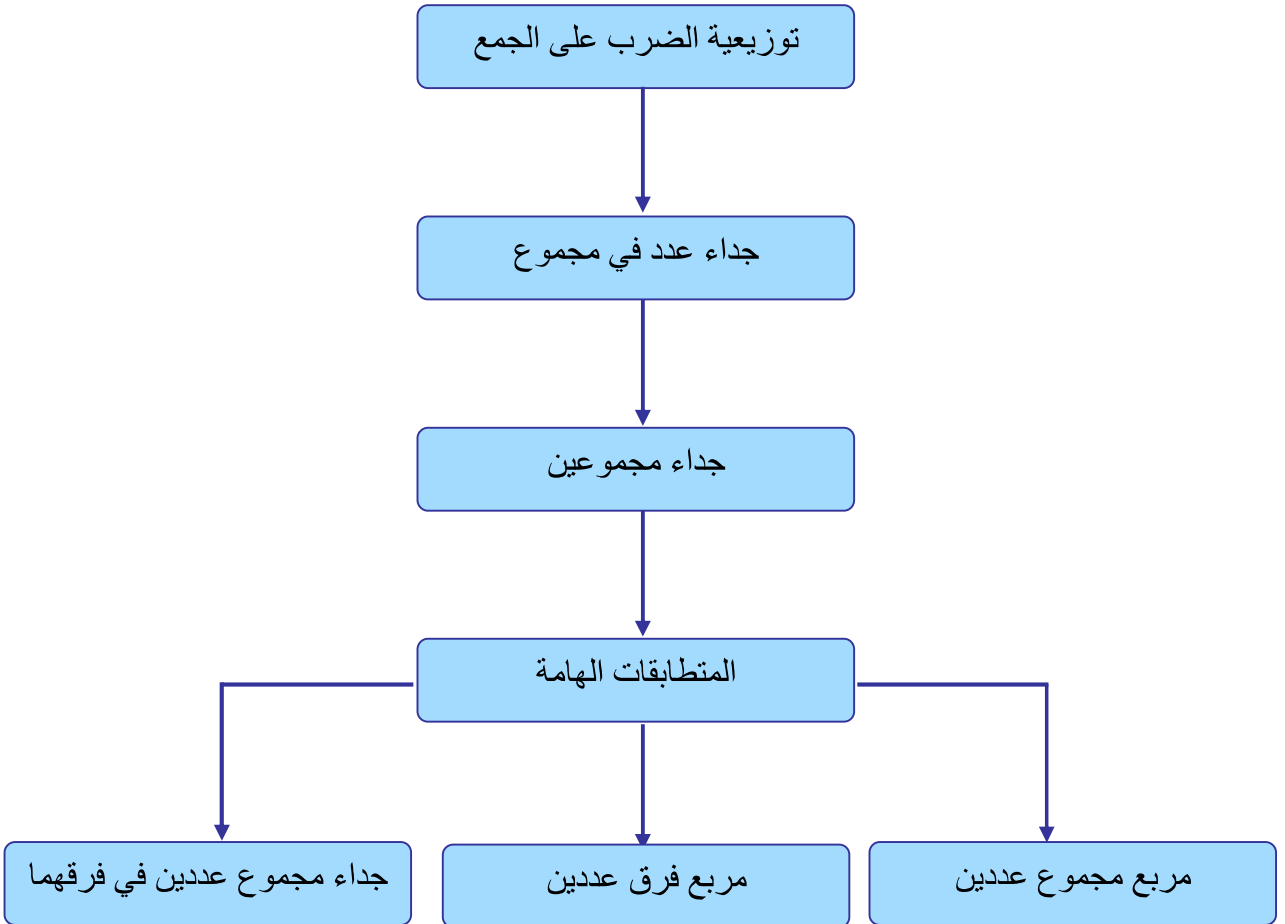 توزيعية الضرب على الجمع
جداء عدد في مجموع
جداء مجموعين
المتطابقات الهامة
مربع مجموع عددين
مربع فرق عددين
جداء مجموع عددين في فرقهما